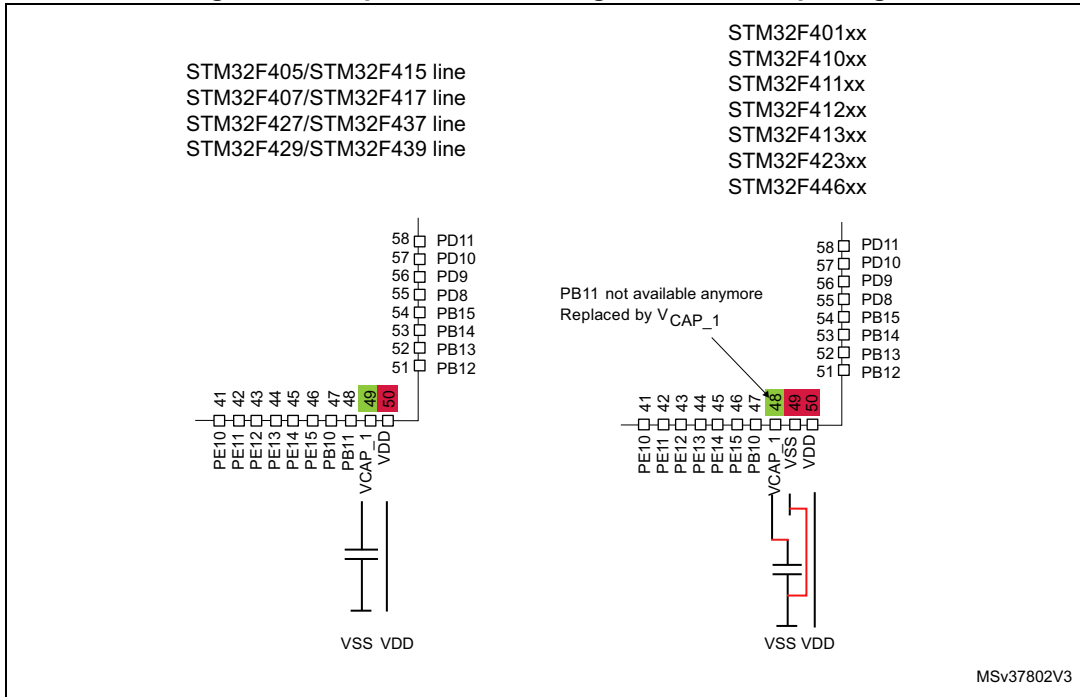 STM32F405/STM32F415 line
STM32F407/STM32F417 line
STM32F427/STM32F437 line
STM32F429/STM32F439 line
58 PD11
57 PD10
56 PD9
55 PD8
54 PB15
53 PB14
52 PB13
51 PB12
41 42 43 44 45 46 47 48 49 50
PE10 PE11 PE12 PE13 PE14 PE15 PB10 PB11 VCAP_1 VDD
VSS VDD
STM32F401xx
STM32F410xx
STM32F411xx
STM32F412xx
STM32F413xx
STM32F423xx
STM32F446xx
58 PD11
57 PD10
56 PD9
55 PD8
54 PB15
53 PB14
52 PB13
51 PB12
PB11 not available anymore
Replaced by VCAP_1
41 42 43 44 45 46 47 48 49 50
PE10 PE11 PE12 PE13 PE14 PE15 PB10 VCAP_1 VSS VDD
VSS VDD
MSv37802V3